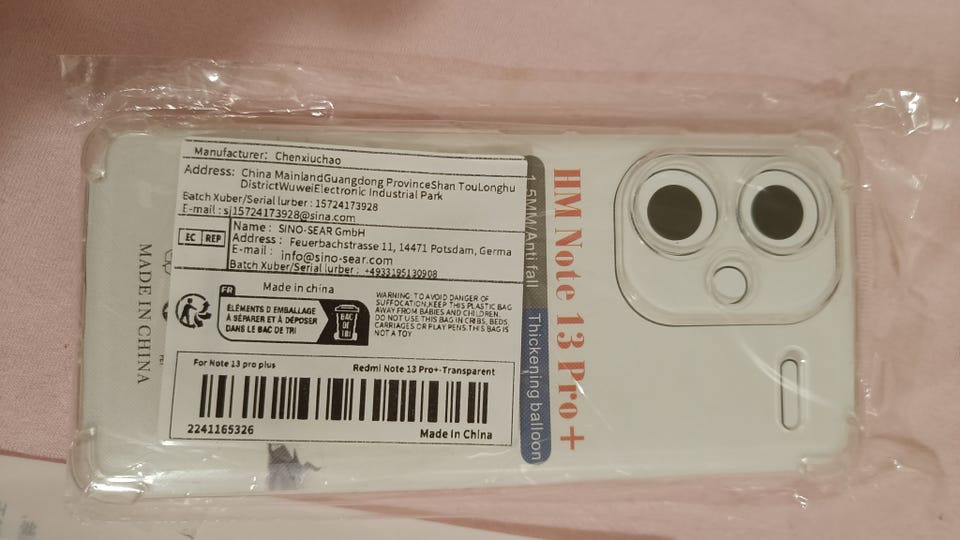 Manufacturer: Chenxiuchao
Address: China MainlandGuangdong ProvinceShan TouLonghu
DistrictWuweiElectronic Industrial Park
Batch Xuber/Serial lurber : 15724173928
E-mail : sj15724173928@sina.com
EC REP
Name : SINO-SEAR GmbH
Address : Feuerbachstrasse 11, 14471 Potsdam, Germa
E-mail : info@sino-sear.com
Batch Xuber/Serial lurber : +4933195130908
Made in china
FR
ÉLÉMENTS D EMBALLAGE
À SÉPARER ET À DÉPOSER
DANS LE BAC DE TRI
BAC
DE
TRI
WARNING: TO AVOID DANGER OF
SUFFOCATION,KEEP THIS PLASTIC BAG
AWAY FROM BABIES AND CHILDREN.
DO NOT USE THIS BAG IN CRIBS, BEDS,
CARRIAGES OR PLAY PENS.THIS BAG IS
NOT A TOY
For Note 13 pro plus
Redmi Note 13 Pro+-Transparent
2241165326
Made In China
HM Note 13 Pro+
1.5MM/Anti fall
Thickening balloon
MADE IN CHINA